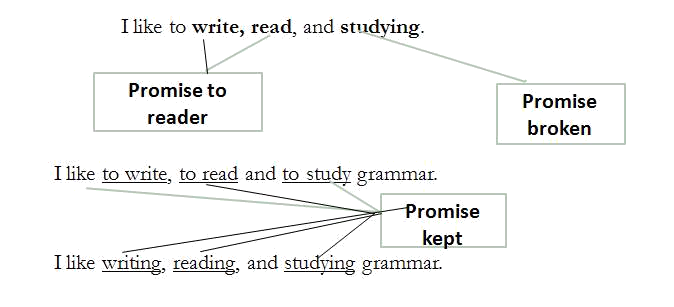 I like to write, read, and studying.
Promise to
reader
Promise
broken
I like to write, to read and to study grammar.
Promise
kept
I like writing, reading, and studying grammar.